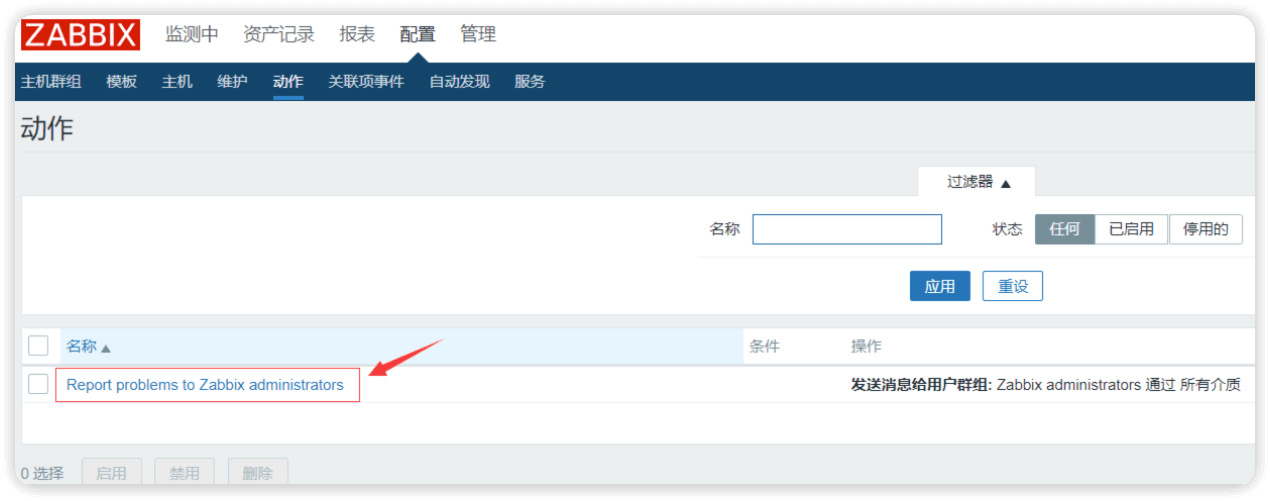 ZABBIX 监测中 资产记录 报表 配置 管理
主机群组 模板 主机 维护 动作 关联项事件 自动发现 服务
动作
过滤器 ▲
名称 状态 任何 已启用 停用的
应用 重设
名称 ▲ 条件 操作
Report problems to Zabbix administrators 发送消息给用户群组: Zabbix administrators 通过 所有介质
0 选择 启用 禁用 删除